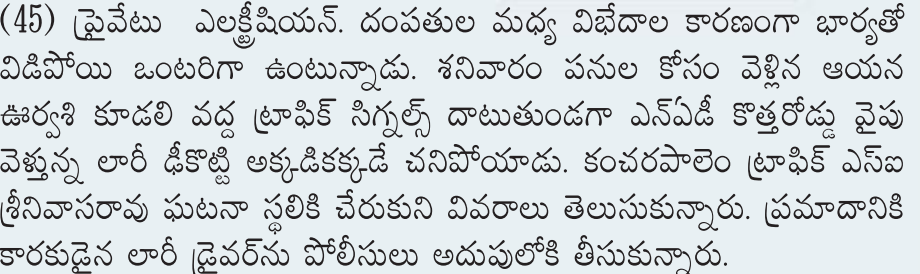 (45) ప్రైవేటు ఎలక్ట్రీషియన్. దంపతుల మధ్య విభేదాల కారణంగా భార్యతో
విడిపోయి ఒంటరిగా ఉంటున్నాడు. శనివారం పనుల కోసం వెళ్లిన ఆయన
ఊర్వశి కూడలి వద్ద ట్రాఫిక్ సిగ్నల్స్ దాటుతుండగా ఎన్ఏడీ కొత్తరోడ్డు వైపు
వెళ్తున్న లారీ ఢీకొట్టి అక్కడికక్కడే చనిపోయాడు. కంచరపాలెం ట్రాఫిక్ ఎస్ఐ
శ్రీనివాసరావు ఘటనా స్థలికి చేరుకుని వివరాలు తెలుసుకున్నారు. ప్రమాదానికి
కారకుడైన లారీ డ్రైవర్‌ను పోలీసులు అదుపులోకి తీసుకున్నారు.